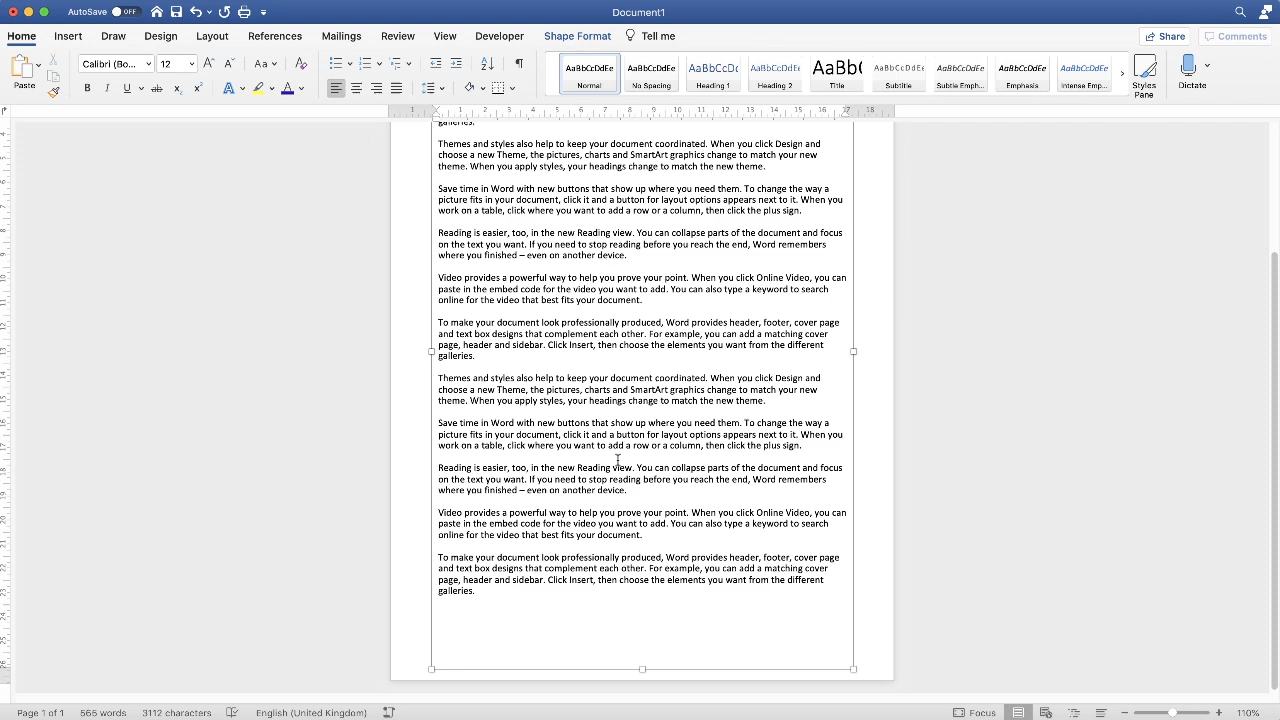 AutoSave OFF Document1
Home Insert Draw Design Layout References Mailings Review View Developer Shape Format Tell me Share Comments
Paste Calibri (Bo... 12 Aa AaBbCcDdEe AaBbCcDdEe AaBbCcDc AaBbCcDdEe AaBbC AaBbCcDdEe AaBbCcDdEe AaBbCcDdEe AaBbCcDdEe
Normal No Spacing Heading 1 Heading 2 Title Subtitle Subtle Emph... Emphasis Intense Emp... Styles Pane Dictate
1 1 2 3 4 5 6 7 8 9 10 11 12 13 14 15 16 17 18
galleries.
Themes and styles also help to keep your document coordinated. When you click Design and
choose a new Theme, the pictures, charts and SmartArt graphics change to match your new
theme. When you apply styles, your headings change to match the new theme.
Save time in Word with new buttons that show up where you need them. To change the way a
picture fits in your document, click it and a button for layout options appears next to it. When you
work on a table, click where you want to add a row or a column, then click the plus sign.
Reading is easier, too, in the new Reading view. You can collapse parts of the document and focus
on the text you want. If you need to stop reading before you reach the end, Word remembers
where you finished – even on another device.
Video provides a powerful way to help you prove your point. When you click Online Video, you can
paste in the embed code for the video you want to add. You can also type a keyword to search
online for the video that best fits your document.
To make your document look professionally produced, Word provides header, footer, cover page
and text box designs that complement each other. For example, you can add a matching cover
page, header and sidebar. Click Insert, then choose the elements you want from the different
galleries.
Themes and styles also help to keep your document coordinated. When you click Design and
choose a new Theme, the pictures, charts and SmartArt graphics change to match your new
theme. When you apply styles, your headings change to match the new theme.
Save time in Word with new buttons that show up where you need them. To change the way a
picture fits in your document, click it and a button for layout options appears next to it. When you
work on a table, click where you want to add a row or a column, then click the plus sign.
Reading is easier, too, in the new Reading view. You can collapse parts of the document and focus
on the text you want. If you need to stop reading before you reach the end, Word remembers
where you finished – even on another device.
Video provides a powerful way to help you prove your point. When you click Online Video, you can
paste in the embed code for the video you want to add. You can also type a keyword to search
online for the video that best fits your document.
To make your document look professionally produced, Word provides header, footer, cover page
and text box designs that complement each other. For example, you can add a matching cover
page, header and sidebar. Click Insert, then choose the elements you want from the different
galleries.
Page 1 of 1 566 words 3112 characters English (United Kingdom) Focus 110%